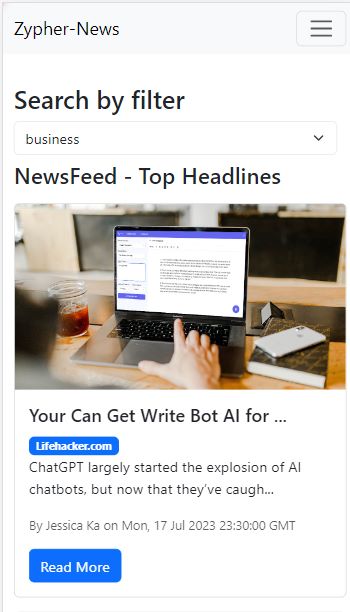 Zypher-News
Search by filter
business
NewsFeed - Top Headlines
Your Can Get Write Bot AI for ...
Lifehacker.com
ChatGPT largely started the explosion of AI
chatbots, but now that they’ve caugh...
By Jessica Ka on Mon, 17 Jul 2023 23:30:00 GMT
Read More